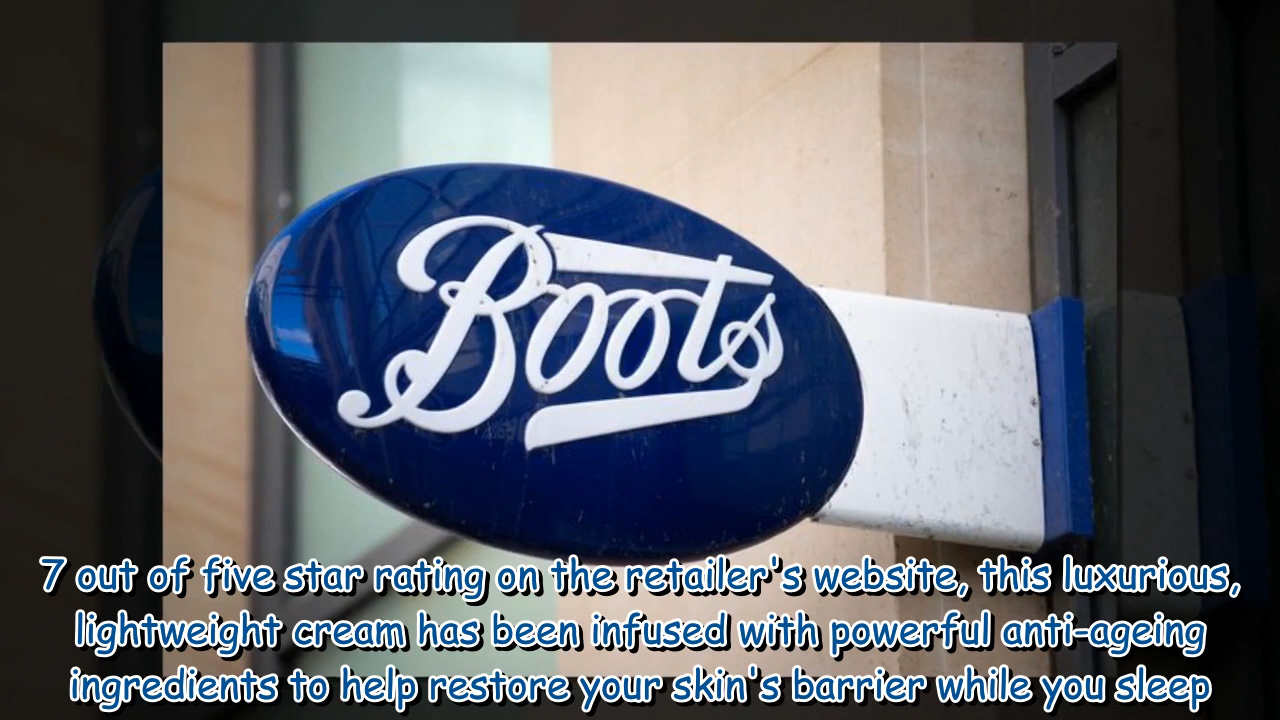 Boots
7 out of five star rating on the retailer's website, this luxurious,
lightweight cream has been infused with powerful anti-ageing
ingredients to help restore your skin's barrier while you sleep